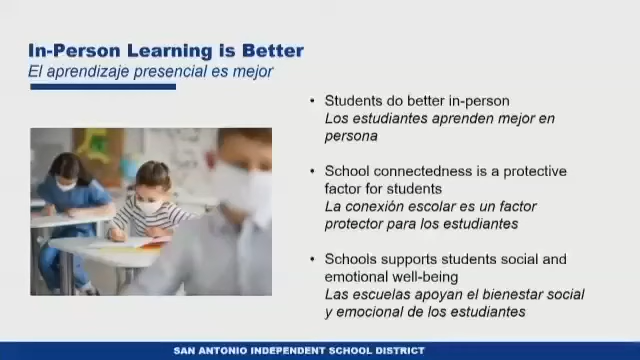 In-Person Learning is Better
El aprendizaje presencial es mejor
• Students do better in-person
Los estudiantes aprenden mejor en
persona
• School connectedness is a protective
factor for students
La conexión escolar es un factor
protector para los estudiantes
• Schools supports students social and
emotional well-being
Las escuelas apoyan el bienestar social
y emocional de los estudiantes
SAN ANTONIO INDEPENDENT SCHOOL DISTRICT